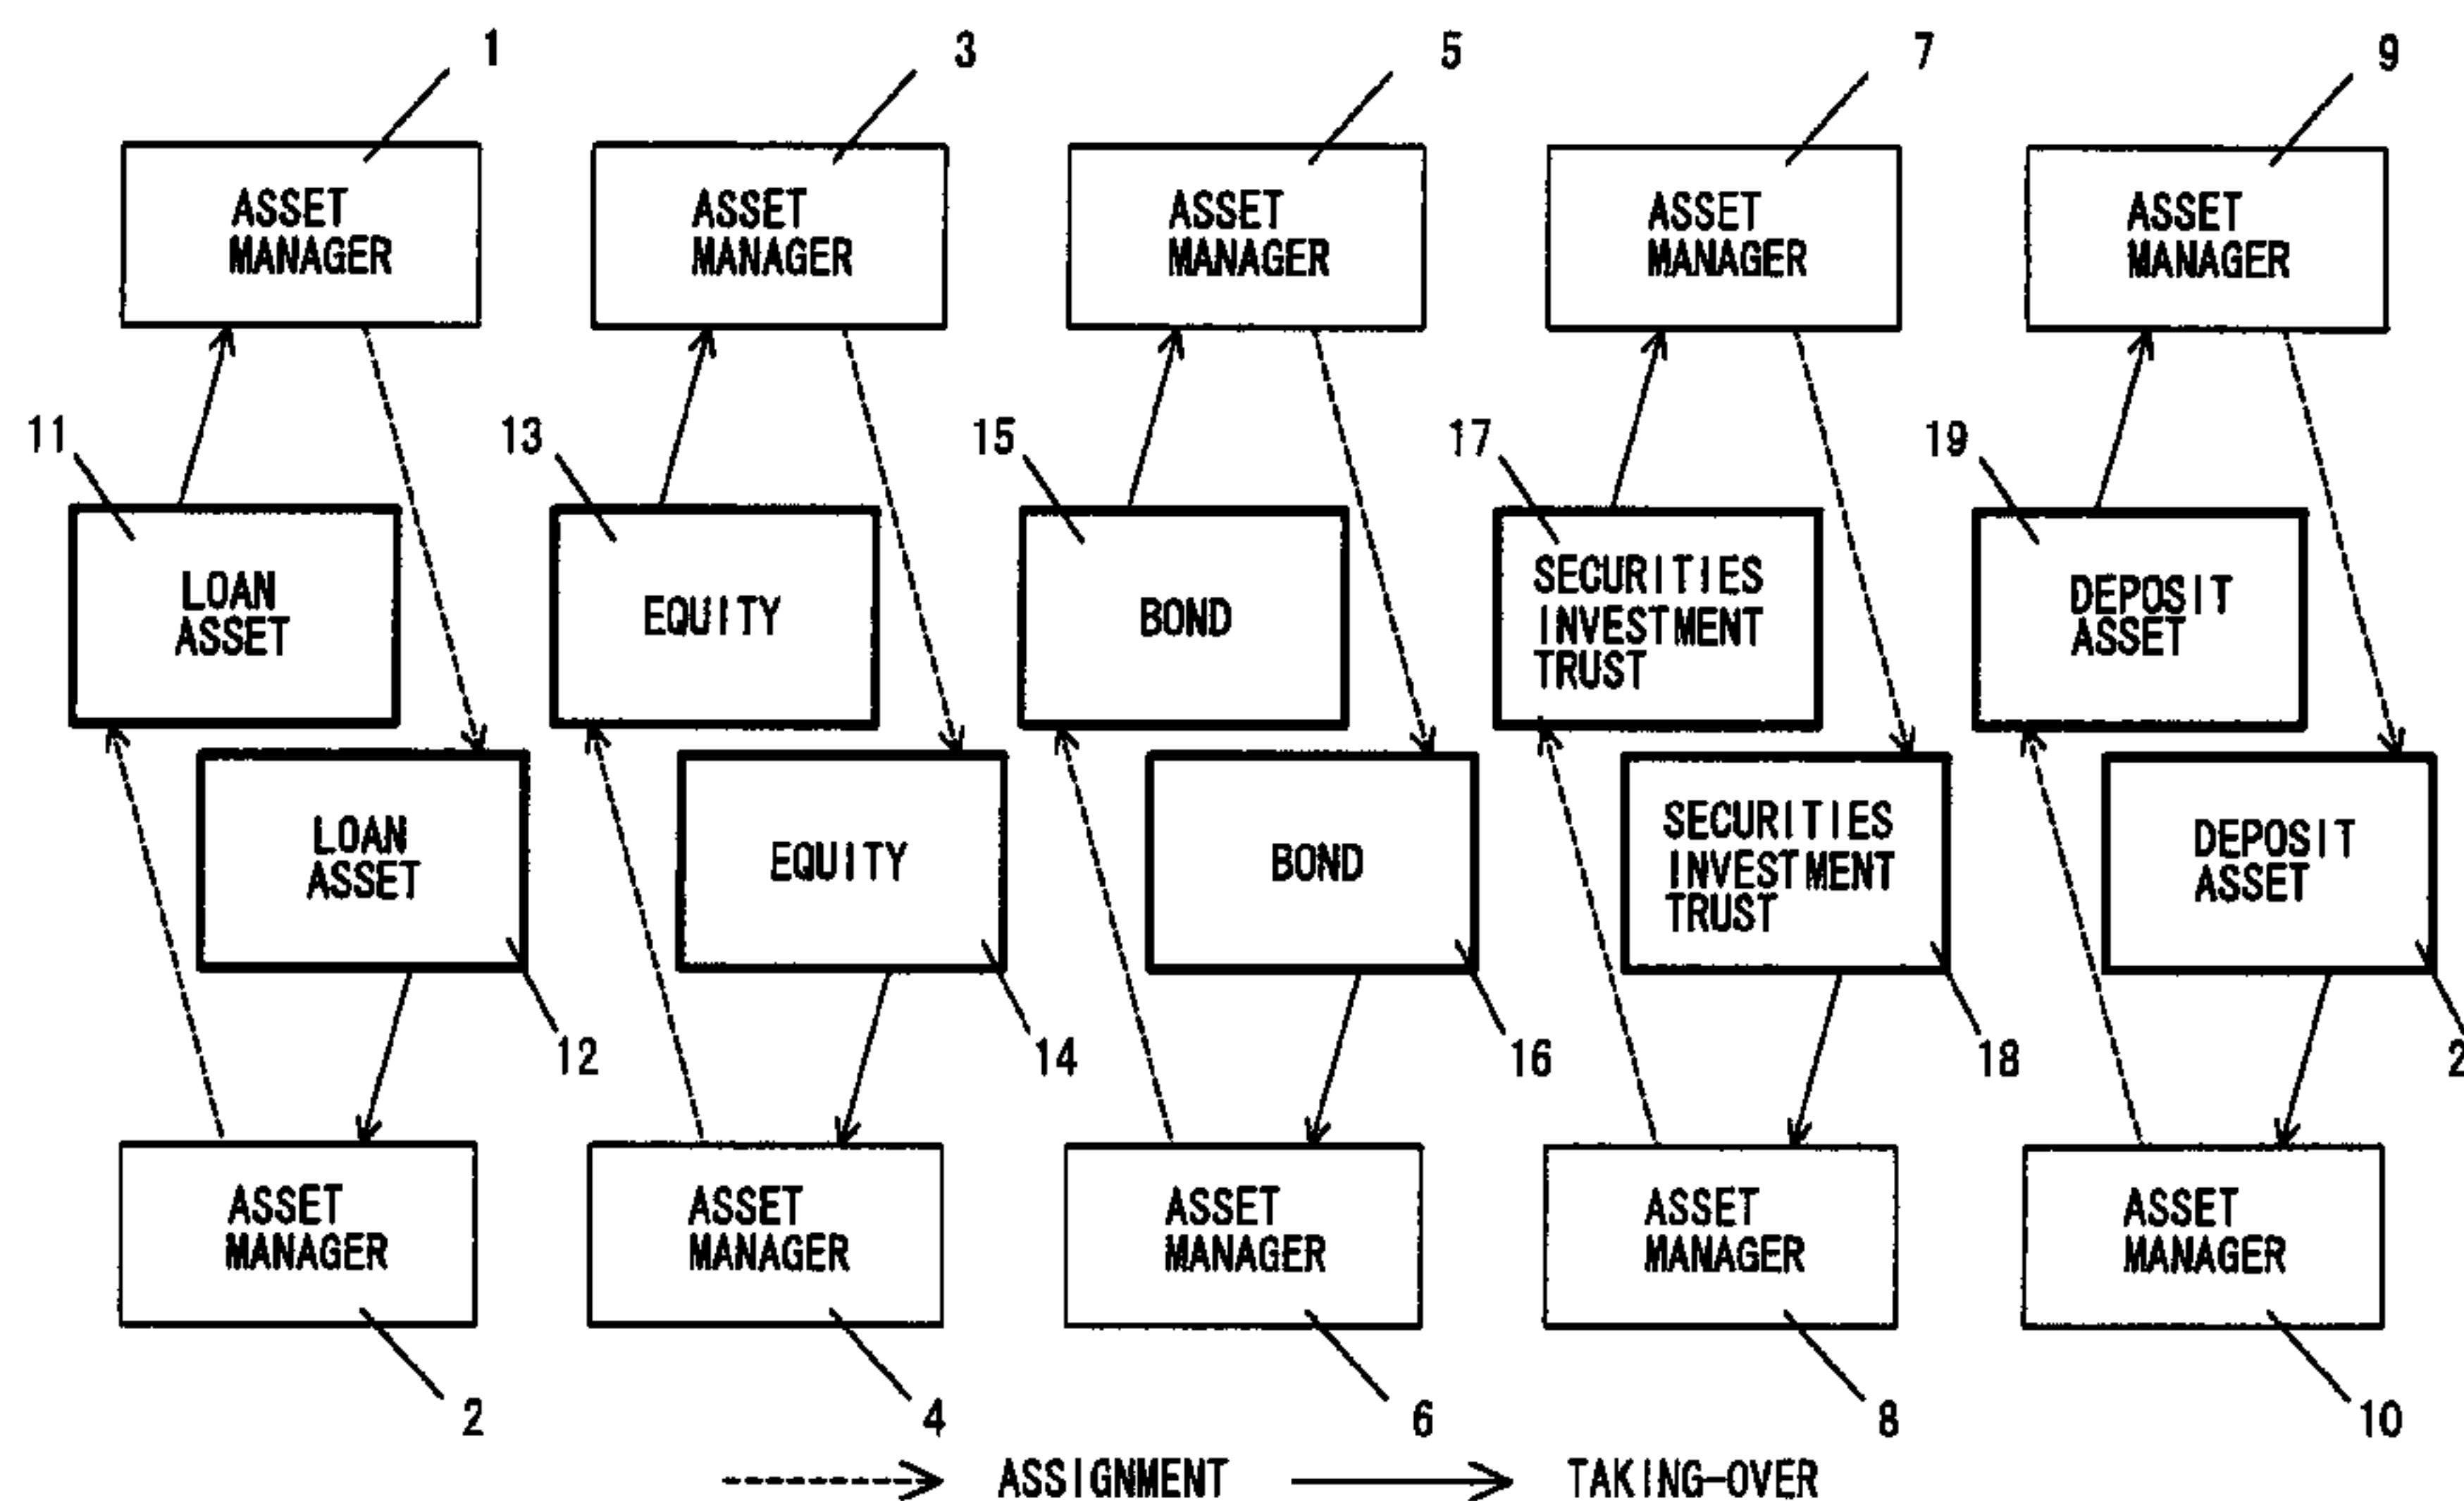 1 3 5 7 9
ASSET ASSET ASSET ASSET ASSET
MANAGER MANAGER MANAGER MANAGER MANAGER
11 13 15 17 19
LOAN
ASSET
EQUITY
BOND
SECURITIES
INVESTMENT
TRUST
DEPOSIT
ASSET
LOAN
ASSET
EQUITY
BOND
SECURITIES
INVESTMENT
TRUST
DEPOSIT
ASSET
12 14 16 18
ASSET ASSET ASSET ASSET ASSET
MANAGER MANAGER MANAGER MANAGER MANAGER
2 4 6 8 10
ASSIGNMENT TAKING-OVER